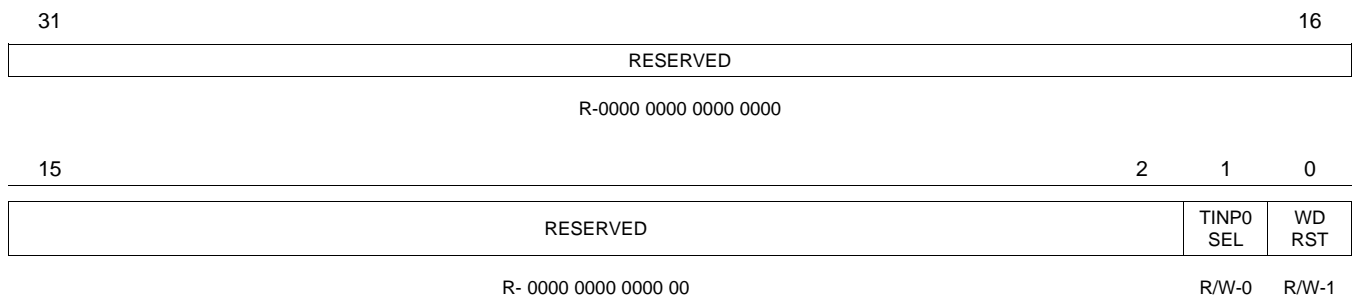 31 16
RESERVED
R-0000 0000 0000 0000
15 2 1 0
RESERVED TINP0 SEL WD RST
R- 0000 0000 0000 00 R/W-0 R/W-1